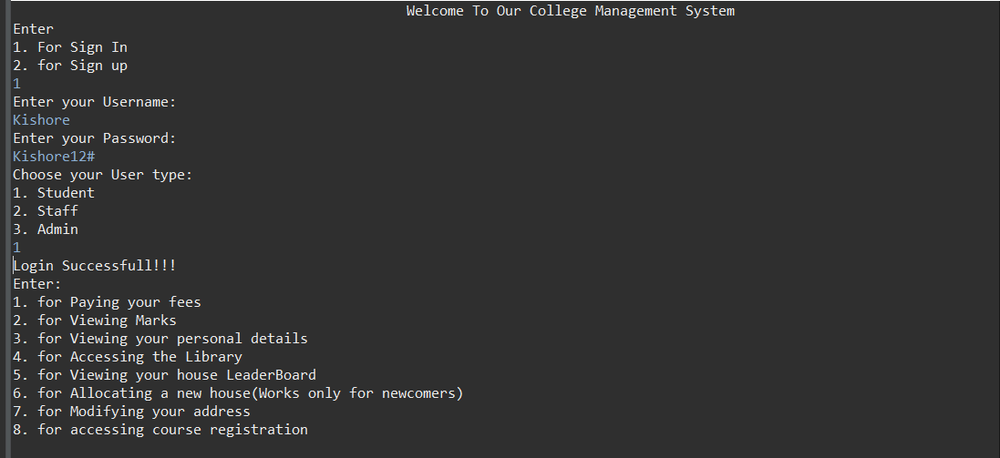 Welcome To Our College Management System
Enter
1. For Sign In
2. for Sign up
1
Enter your Username:
Kishore
Enter your Password:
Kishore12#
Choose your User type:
1. Student
2. Staff
3. Admin
1
Login Successfull!!!
Enter:
1. for Paying your fees
2. for Viewing Marks
3. for Viewing your personal details
4. for Accessing the Library
5. for Viewing your house LeaderBoard
6. for Allocating a new house(Works only for newcomers)
7. for Modifying your address
8. for accessing course registration